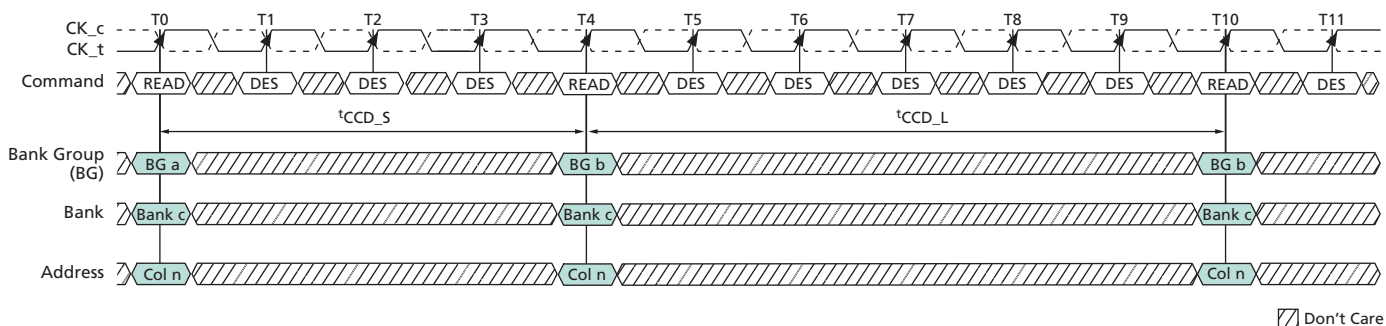 T0 T1 T2 T3 T4 T5 T6 T7 T8 T9 T10 T11
CK_c
CK_t
Command READ DES DES DES READ DES DES DES DES DES READ DES
tCCD_S tCCD_L
Bank Group
(BG) BG a BG b BG b
Bank Bank c Bank c Bank c
Address Col n Col n Col n
Don't Care